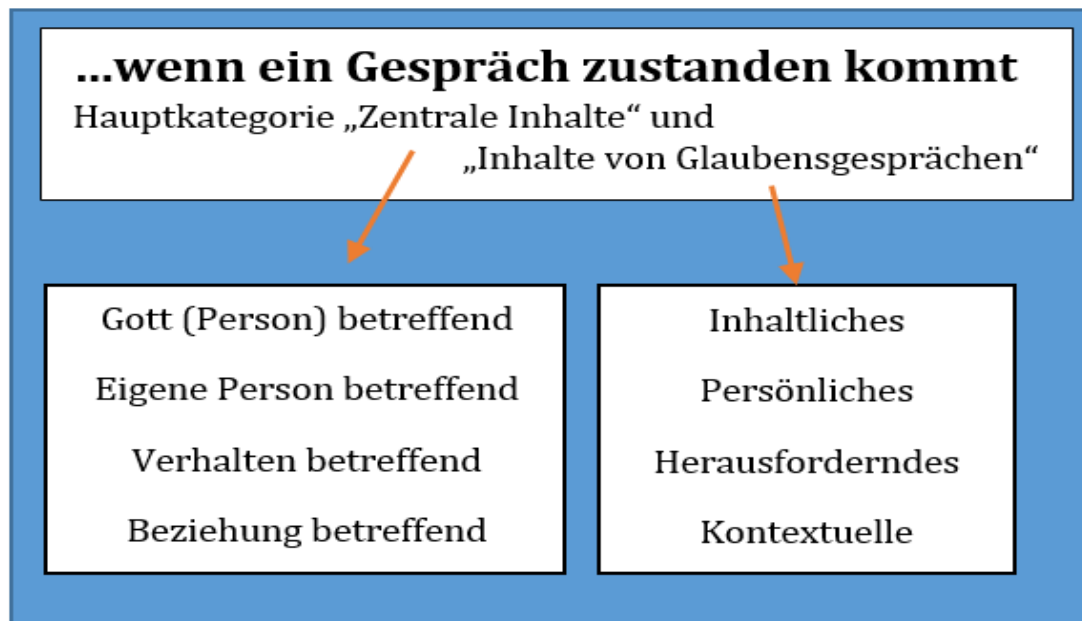 ...wenn ein Gespräch zustanden kommt
Hauptkategorie „Zentrale Inhalte“ und
„Inhalte von Glaubensgesprächen“
Gott (Person) betreffend
Eigene Person betreffend
Verhalten betreffend
Beziehung betreffend
Inhaltliches
Persönliches
Herausforderndes
Kontextuelle